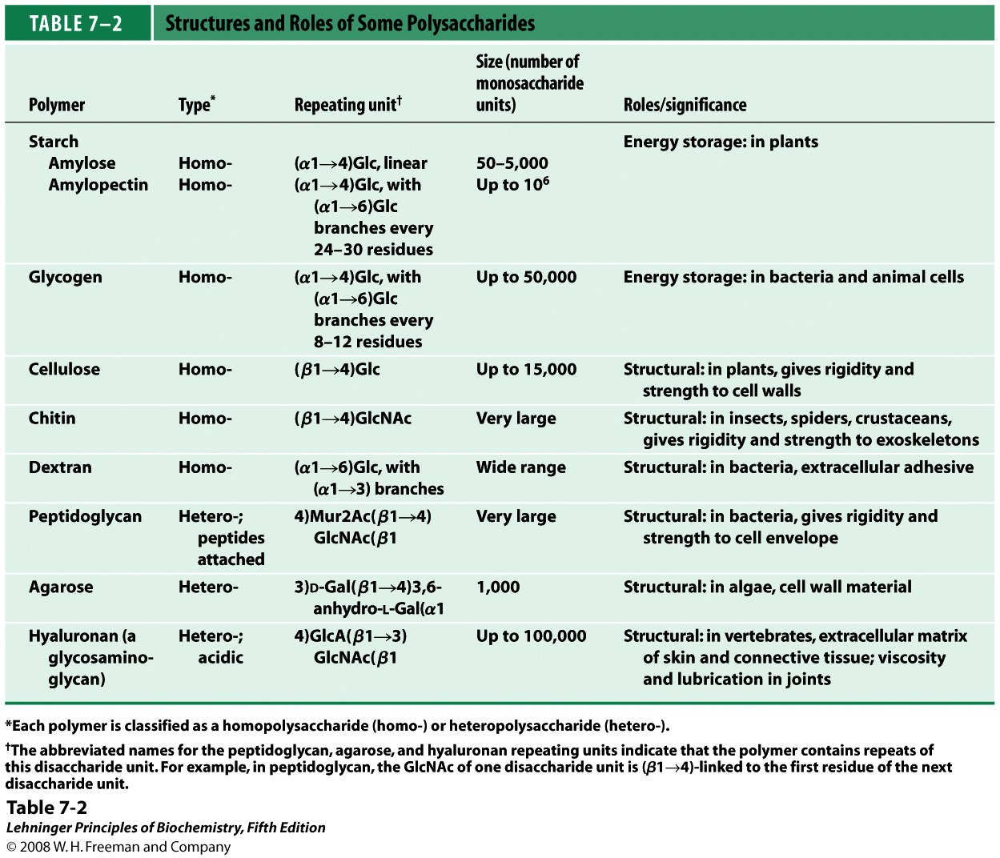 TABLE 7–2 Structures and Roles of Some Polysaccharides
Size (number of
monosaccharide
Polymer Type* Repeating unit† units) Roles/significance
Starch Energy storage: in plants
Amylose Homo- (α1→4)Glc, linear 50–5,000
Amylopectin Homo- (α1→4)Glc, with Up to 10⁶
(α1→6)Glc
branches every
24–30 residues
Glycogen Homo- (α1→4)Glc, with Up to 50,000 Energy storage: in bacteria and animal cells
(α1→6)Glc
branches every
8–12 residues
Cellulose Homo- (β1→4)Glc Up to 15,000 Structural: in plants, gives rigidity and
strength to cell walls
Chitin Homo- (β1→4)GlcNAc Very large Structural: in insects, spiders, crustaceans,
gives rigidity and strength to exoskeletons
Dextran Homo- (α1→6)Glc, with Wide range Structural: in bacteria, extracellular adhesive
(α1→3) branches
Peptidoglycan Hetero-; 4)Mur2Ac(β1→4) Very large Structural: in bacteria, gives rigidity and
peptides GlcNAc(β1 strength to cell envelope
attached
Agarose Hetero- 3)D-Gal(β1→4)3,6- 1,000 Structural: in algae, cell wall material
anhydro-L-Gal(α1
Hyaluronan (a Hetero-; 4)GlcA(β1→3) Up to 100,000 Structural: in vertebrates, extracellular matrix
glycosamino- acidic GlcNAc(β1 of skin and connective tissue; viscosity
glycan) and lubrication in joints
*Each polymer is classified as a homopolysaccharide (homo-) or heteropolysaccharide (hetero-).
†The abbreviated names for the peptidoglycan, agarose, and hyaluronan repeating units indicate that the polymer contains repeats of
this disaccharide unit. For example, in peptidoglycan, the GlcNAc of one disaccharide unit is (β1→4)-linked to the first residue of the next
disaccharide unit.
Table 7-2
Lehninger Principles of Biochemistry, Fifth Edition
© 2008 W. H. Freeman and Company